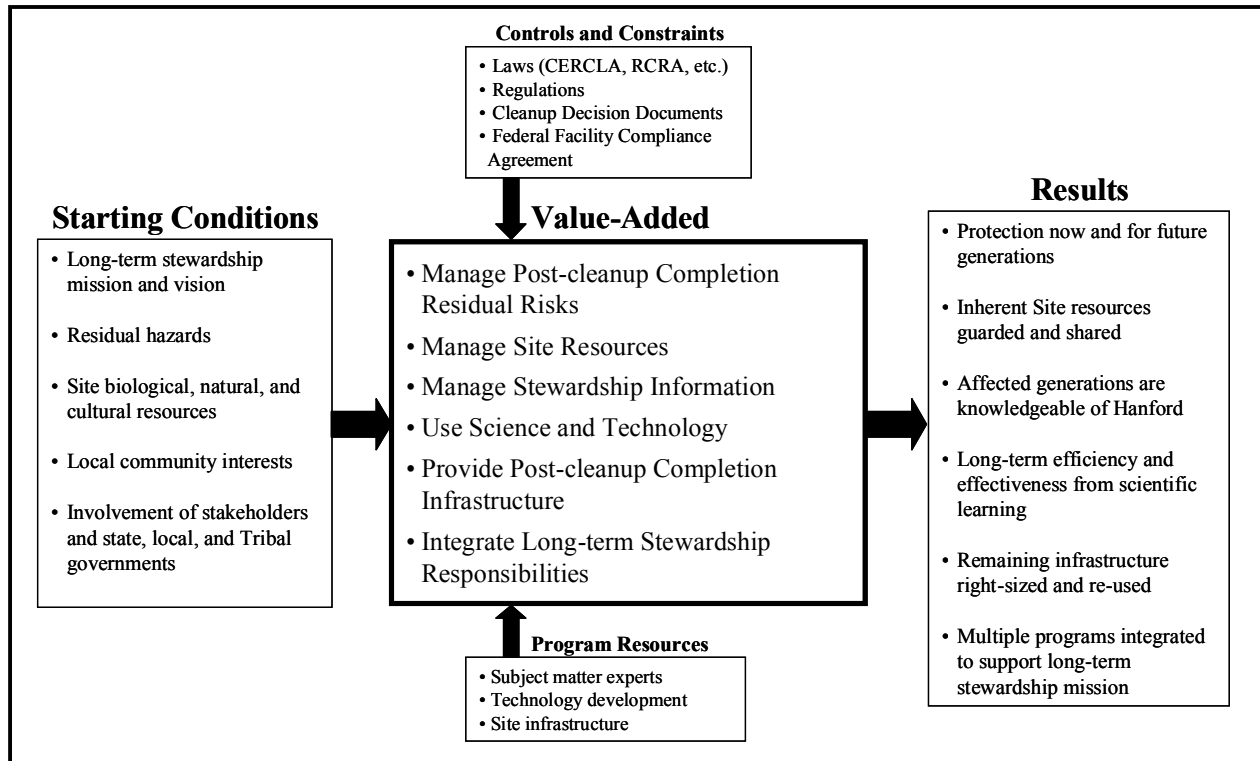 Controls and Constraints
• Laws (CERCLA, RCRA, etc.)
• Regulations
• Cleanup Decision Documents
• Federal Facility Compliance
Agreement
Starting Conditions
• Long-term stewardship
mission and vision
• Residual hazards
• Site biological, natural, and
cultural resources
• Local community interests
• Involvement of stakeholders
and state, local, and Tribal
governments
Value-Added
• Manage Post-cleanup Completion
Residual Risks
• Manage Site Resources
• Manage Stewardship Information
• Use Science and Technology
• Provide Post-cleanup Completion
Infrastructure
• Integrate Long-term Stewardship
Responsibilities
Program Resources
• Subject matter experts
• Technology development
• Site infrastructure
Results
• Protection now and for future
generations
• Inherent Site resources
guarded and shared
• Affected generations are
knowledgeable of Hanford
• Long-term efficiency and
effectiveness from scientific
learning
• Remaining infrastructure
right-sized and re-used
• Multiple programs integrated
to support long-term
stewardship mission